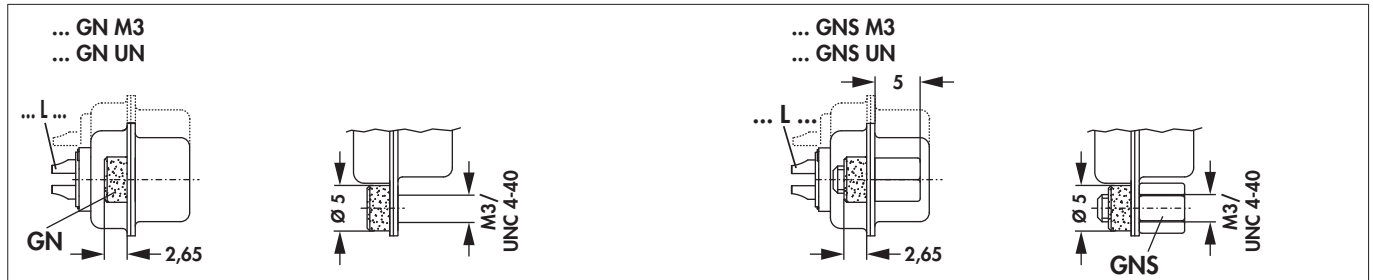 ... GN M3
... GN UN
... L ...
GN
2,65
Ø 5
M3/
UNC 4-40
... GNS M3
... GNS UN
5
... L ...
2,65
Ø 5
M3/
UNC 4-40
GNS